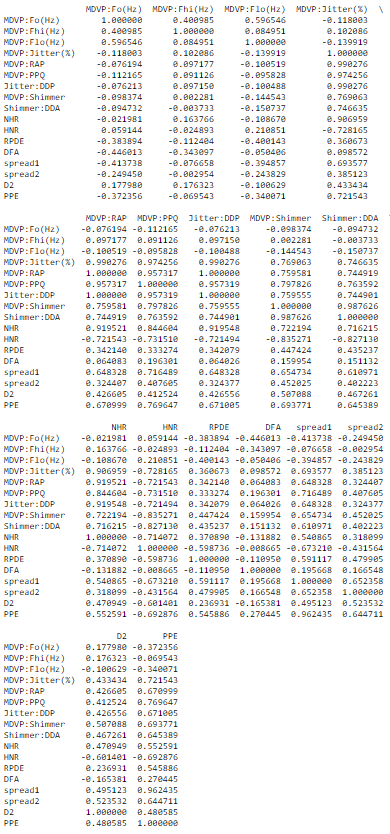 MDVP:Fo(Hz) MDVP:Fhi(Hz) MDVP:Flo(Hz) MDVP:Jitter(%) \
MDVP:Fo(Hz) 1.000000 0.400985 0.596546 -0.118003
MDVP:Fhi(Hz) 0.400985 1.000000 0.084951 0.102086
MDVP:Flo(Hz) 0.596546 0.084951 1.000000 -0.139919
MDVP:Jitter(%) -0.118003 0.102086 -0.139919 1.000000
MDVP:RAP -0.076194 0.097177 -0.100519 0.990276
MDVP:PPQ -0.112165 0.091126 -0.095828 0.974256
Jitter:DDP -0.076213 0.097150 -0.100488 0.990276
MDVP:Shimmer -0.098374 0.002281 -0.144543 0.769063
Shimmer:DDA -0.094732 -0.003733 -0.150737 0.746635
NHR -0.021981 0.163766 -0.108670 0.906959
HNR 0.059144 -0.024893 0.210851 -0.728165
RPDE -0.383894 -0.112404 -0.400143 0.360673
DFA -0.446013 -0.343097 -0.050406 0.098572
spread1 -0.413738 -0.076658 -0.394857 0.693577
spread2 -0.249450 -0.002954 -0.243829 0.385123
D2 0.177980 0.176323 -0.100629 0.433434
PPE -0.372356 -0.069543 -0.340071 0.721543
MDVP:RAP MDVP:PPQ Jitter:DDP MDVP:Shimmer Shimmer:DDA \
MDVP:Fo(Hz) -0.076194 -0.112165 -0.076213 -0.098374 -0.094732
MDVP:Fhi(Hz) 0.097177 0.091126 0.097150 0.002281 -0.003733
MDVP:Flo(Hz) -0.100519 -0.095828 -0.100488 -0.144543 -0.150737
MDVP:Jitter(%) 0.990276 0.974256 0.990276 0.769063 0.746635
MDVP:RAP 1.000000 0.957317 1.000000 0.759581 0.744919
MDVP:PPQ 0.957317 1.000000 0.957319 0.797826 0.763592
Jitter:DDP 1.000000 0.957319 1.000000 0.759555 0.744901
MDVP:Shimmer 0.759581 0.797826 0.759555 1.000000 0.987626
Shimmer:DDA 0.744919 0.763592 0.744901 0.987626 1.000000
NHR 0.919521 0.844604 0.919548 0.722194 0.716215
HNR -0.721543 -0.731510 -0.721494 -0.835271 -0.827130
RPDE 0.342140 0.333274 0.342079 0.447424 0.435237
DFA 0.064083 0.196301 0.064026 0.159954 0.151132
spread1 0.648328 0.716489 0.648328 0.654734 0.610971
spread2 0.324407 0.407605 0.324377 0.452025 0.402223
D2 0.426605 0.412524 0.426556 0.507088 0.467261
PPE 0.670999 0.769647 0.671005 0.693771 0.645389
NHR HNR RPDE DFA spread1 spread2
MDVP:Fo(Hz) -0.021981 0.059144 -0.383894 -0.446013 -0.413738 -0.249450
MDVP:Fhi(Hz) 0.163766 -0.024893 -0.112404 -0.343097 -0.076658 -0.002954
MDVP:Flo(Hz) -0.108670 0.210851 -0.400143 -0.050406 -0.394857 -0.243829
MDVP:Jitter(%) 0.906959 -0.728165 0.360673 0.098572 0.693577 0.385123
MDVP:RAP 0.919521 -0.721543 0.342140 0.064083 0.648328 0.324407
MDVP:PPQ 0.844604 -0.731510 0.333274 0.196301 0.716489 0.407605
Jitter:DDP 0.919548 -0.721494 0.342079 0.064026 0.648328 0.324377
MDVP:Shimmer 0.722194 -0.835271 0.447424 0.159954 0.654734 0.452025
Shimmer:DDA 0.716215 -0.827130 0.435237 0.151132 0.610971 0.402223
NHR 1.000000 -0.714072 0.370890 -0.131882 0.540865 0.318099
HNR -0.714072 1.000000 -0.598736 -0.008665 -0.673210 -0.431564
RPDE 0.370890 -0.598736 1.000000 -0.110950 0.591117 0.479905
DFA -0.131882 -0.008665 -0.110950 1.000000 0.195668 0.166548
spread1 0.540865 -0.673210 0.591117 0.195668 1.000000 0.652358
spread2 0.318099 -0.431564 0.479905 0.166548 0.652358 1.000000
D2 0.470949 -0.601401 0.236931 -0.165381 0.495123 0.523532
PPE 0.552591 -0.692876 0.545886 0.270445 0.962435 0.644711
D2 PPE
MDVP:Fo(Hz) 0.177980 -0.372356
MDVP:Fhi(Hz) 0.176323 -0.069543
MDVP:Flo(Hz) -0.100629 -0.340071
MDVP:Jitter(%) 0.433434 0.721543
MDVP:RAP 0.426605 0.670999
MDVP:PPQ 0.412524 0.769647
Jitter:DDP 0.426556 0.671005
MDVP:Shimmer 0.507088 0.693771
Shimmer:DDA 0.467261 0.645389
NHR 0.470949 0.552591
HNR -0.601401 -0.692876
RPDE 0.236931 0.545886
DFA -0.165381 0.270445
spread1 0.495123 0.962435
spread2 0.523532 0.644711
D2 1.000000 0.480585
PPE 0.480585 1.000000